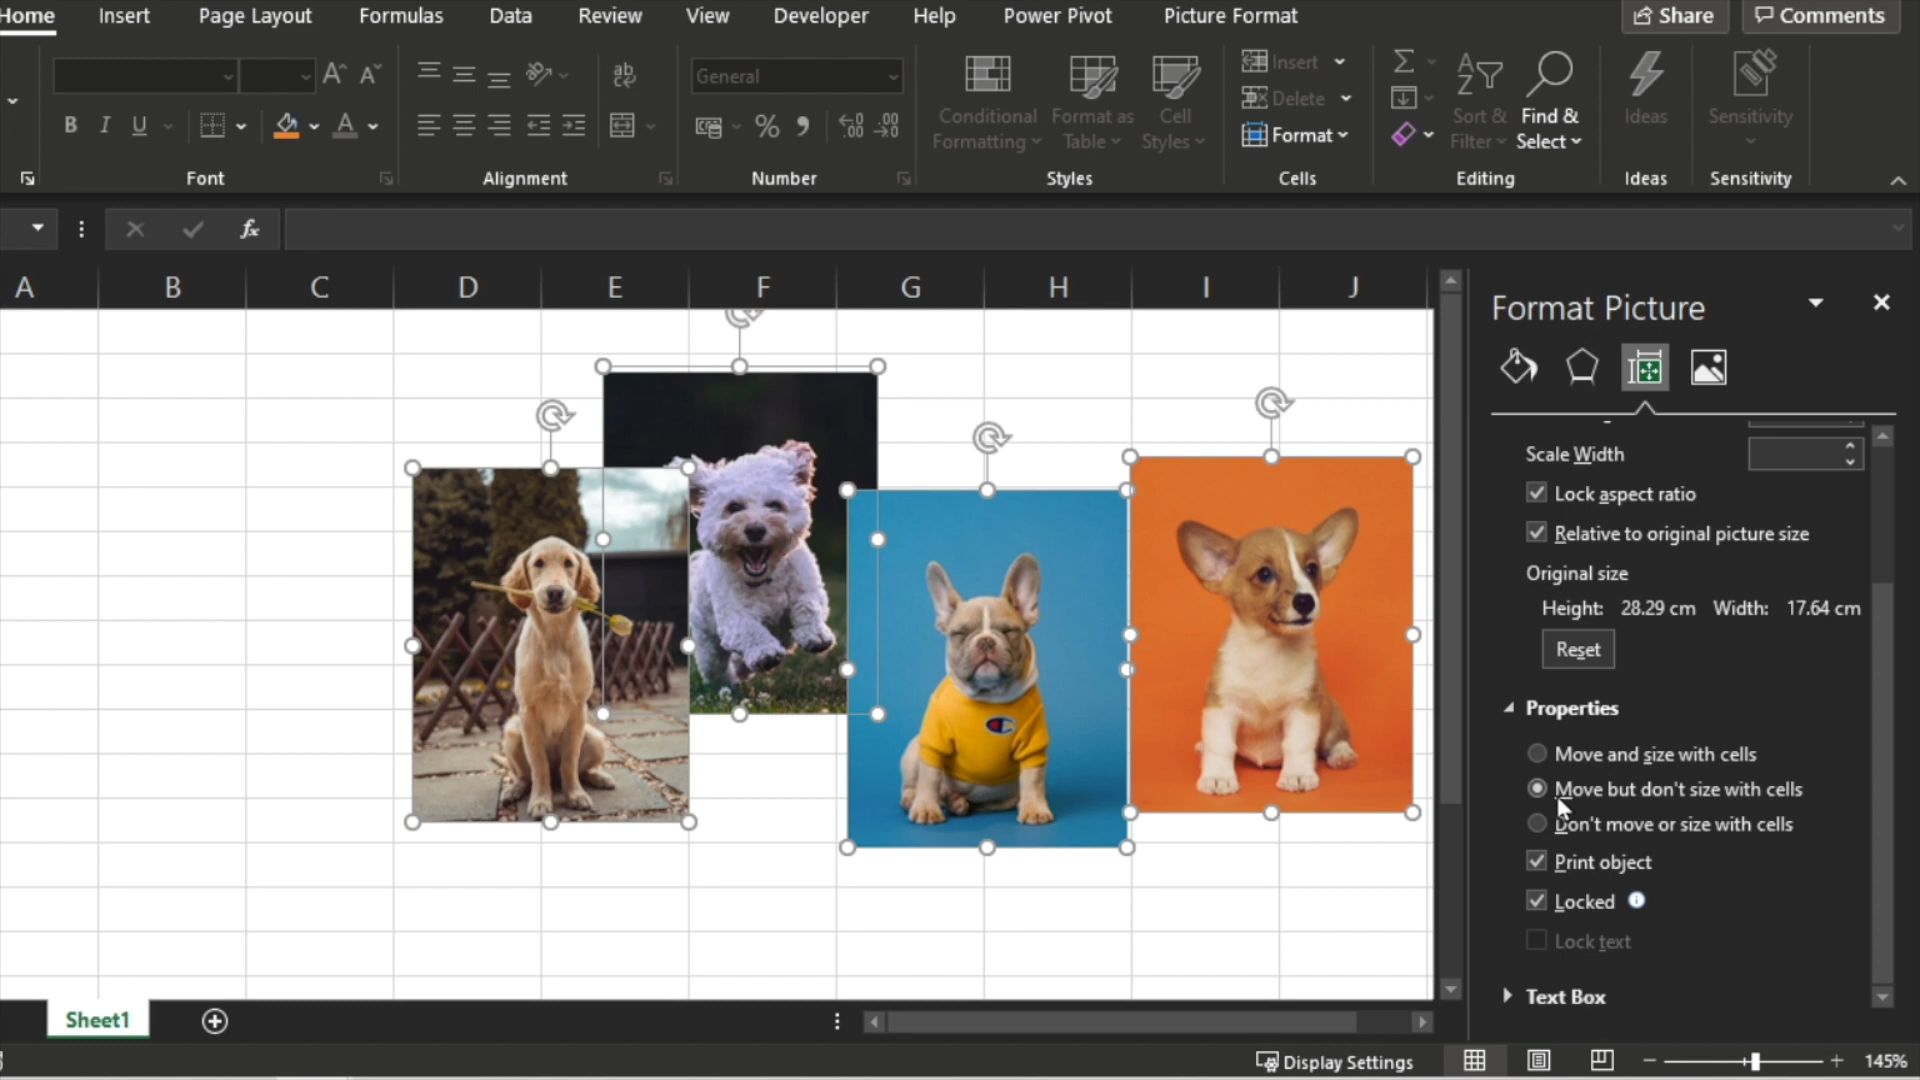 Home Insert Page Layout Formulas Data Review View Developer Help Power Pivot Picture Format Share Comments
General
B I U
Conditional Formatting
Format as Table
Cell Styles
Insert
Delete
Format
Sort & Filter
Find & Select
Ideas
Sensitivity
Font Alignment Number Styles Cells Editing Ideas Sensitivity
fx
A B C D E F G H I J
Format Picture
Scale Width
Lock aspect ratio
Relative to original picture size
Original size
Height: 28.29 cm Width: 17.64 cm
Reset
Properties
Move and size with cells
Move but don't size with cells
Don't move or size with cells
Print object
Locked
Lock text
Text Box
Sheet1
Display Settings 145%